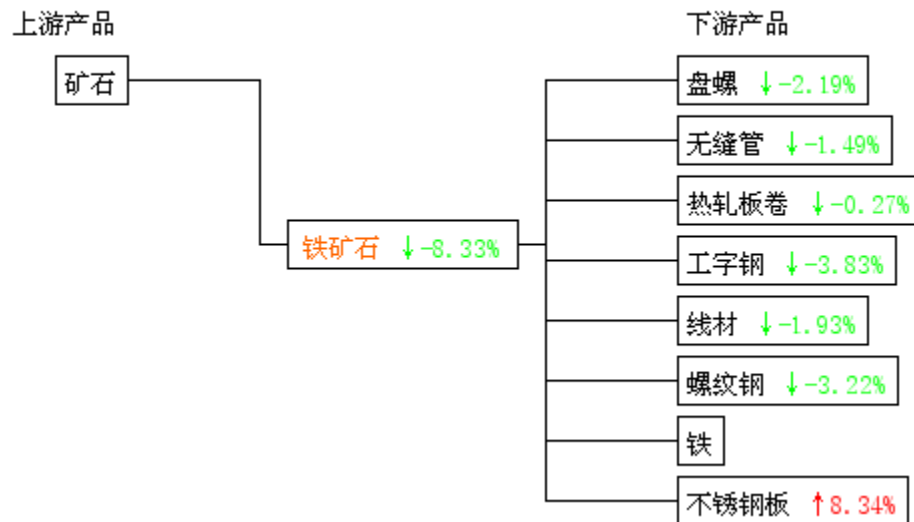 上游产品
下游产品
矿石
盘螺 ↓-2.19%
无缝管 ↓-1.49%
热轧板卷 ↓-0.27%
铁矿石 ↓-8.33%
工字钢 ↓-3.83%
线材 ↓-1.93%
螺纹钢 ↓-3.22%
铁
不锈钢板 ↑8.34%